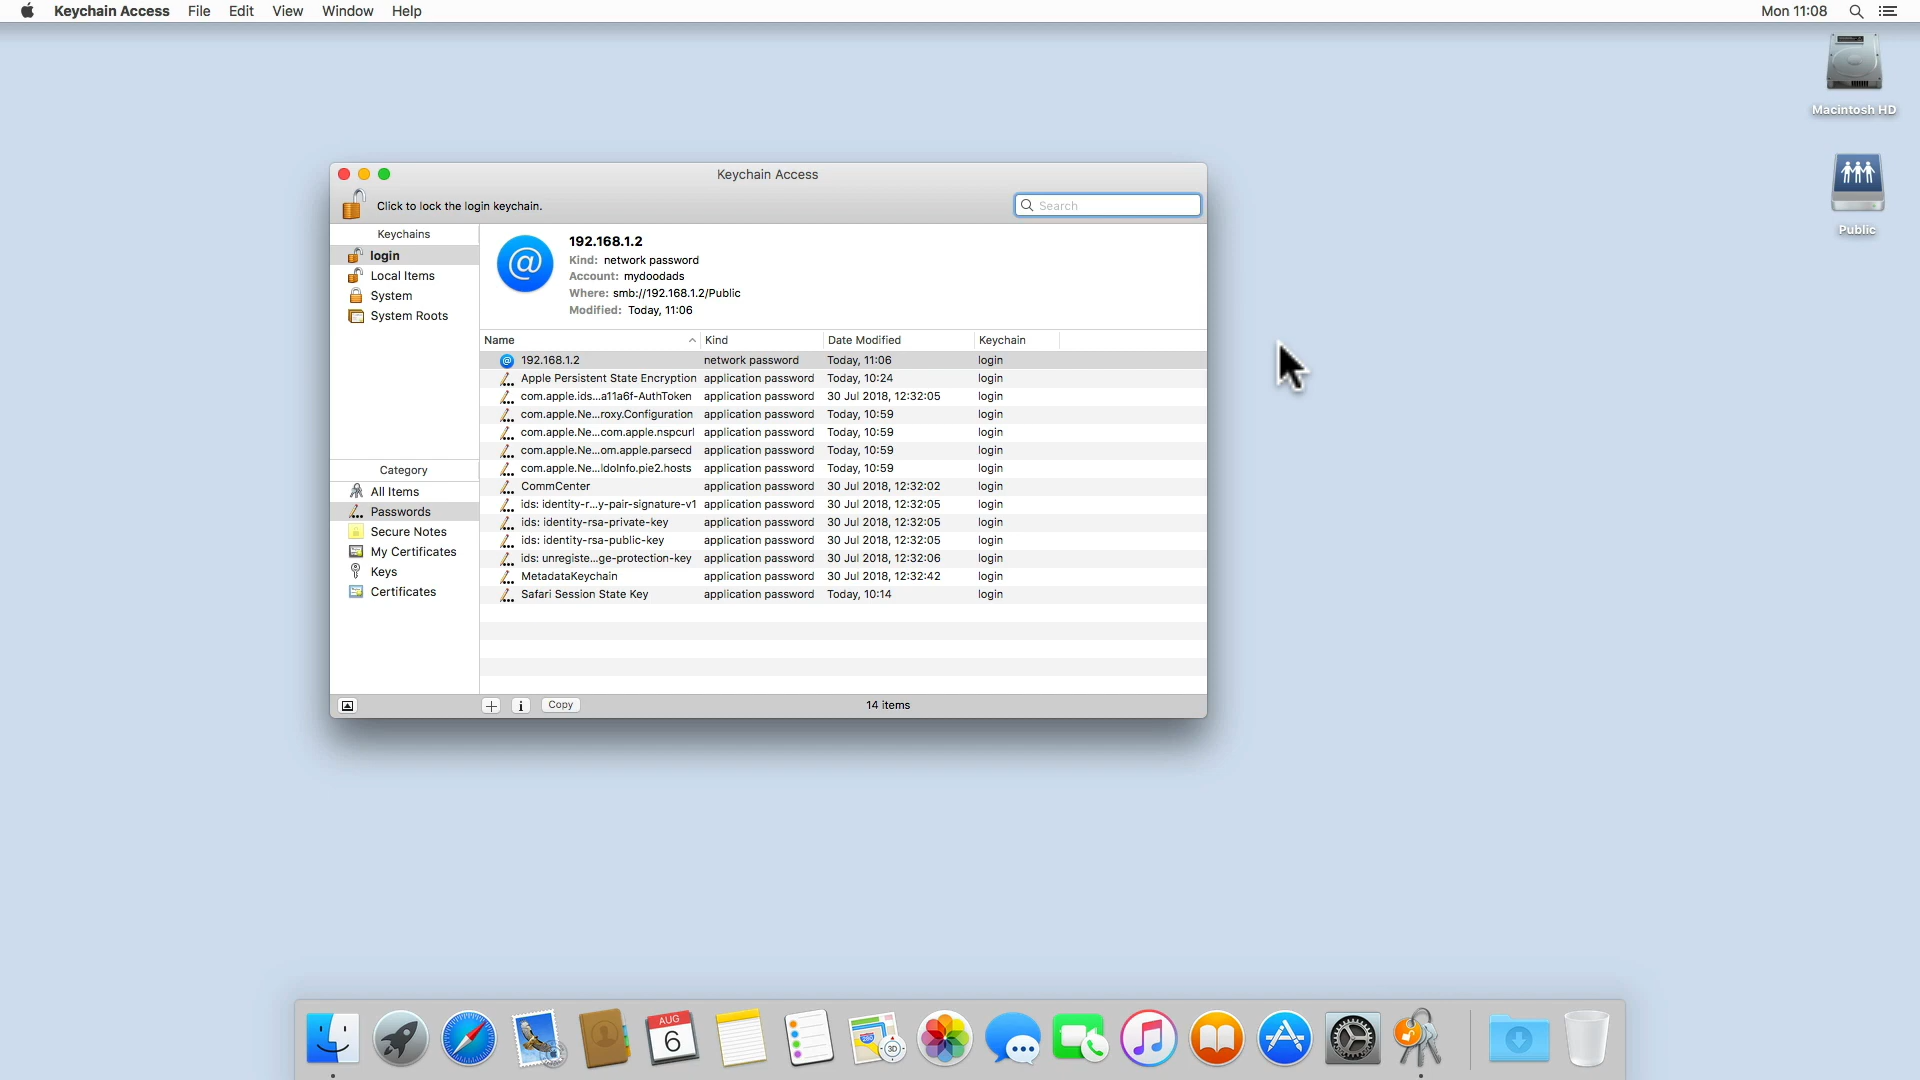 Keychain Access File Edit View Window Help Mon 11:08
Macintosh HD
Public
Keychain Access
Click to lock the login keychain.
Search
Keychains
login
Local Items
System
System Roots
Category
All Items
Passwords
Secure Notes
My Certificates
Keys
Certificates
192.168.1.2
Kind: network password
Account: mydoodads
Where: smb://192.168.1.2/Public
Modified: Today, 11:06
Name Kind Date Modified Keychain
192.168.1.2 network password Today, 11:06 login
Apple Persistent State Encryption application password Today, 10:24 login
com.apple.ids...a11a6f-AuthToken application password 30 Jul 2018, 12:32:05 login
com.apple.Ne...roxy.Configuration application password Today, 10:59 login
com.apple.Ne...com.apple.nspcurl application password Today, 10:59 login
com.apple.Ne...om.apple.parsecd application password Today, 10:59 login
com.apple.Ne...ldoInfo.pie2.hosts application password Today, 10:59 login
CommCenter application password 30 Jul 2018, 12:32:02 login
ids: identity-r...y-pair-signature-v1 application password 30 Jul 2018, 12:32:05 login
ids: identity-rsa-private-key application password 30 Jul 2018, 12:32:05 login
ids: identity-rsa-public-key application password 30 Jul 2018, 12:32:05 login
ids: unregiste...ge-protection-key application password 30 Jul 2018, 12:32:06 login
MetadataKeychain application password 30 Jul 2018, 12:32:42 login
Safari Session State Key application password Today, 10:14 login
Copy 14 items
AUG
6
280
3D